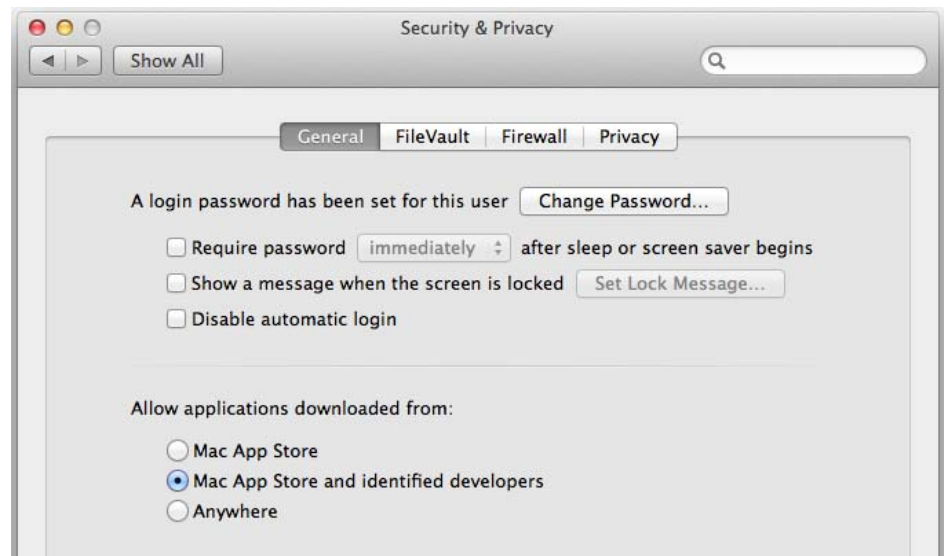 Security & Privacy
Show All
General FileVault Firewall Privacy
A login password has been set for this user Change Password...
Require password immediately after sleep or screen saver begins
Show a message when the screen is locked Set Lock Message...
Disable automatic login
Allow applications downloaded from:
Mac App Store
Mac App Store and identified developers
Anywhere